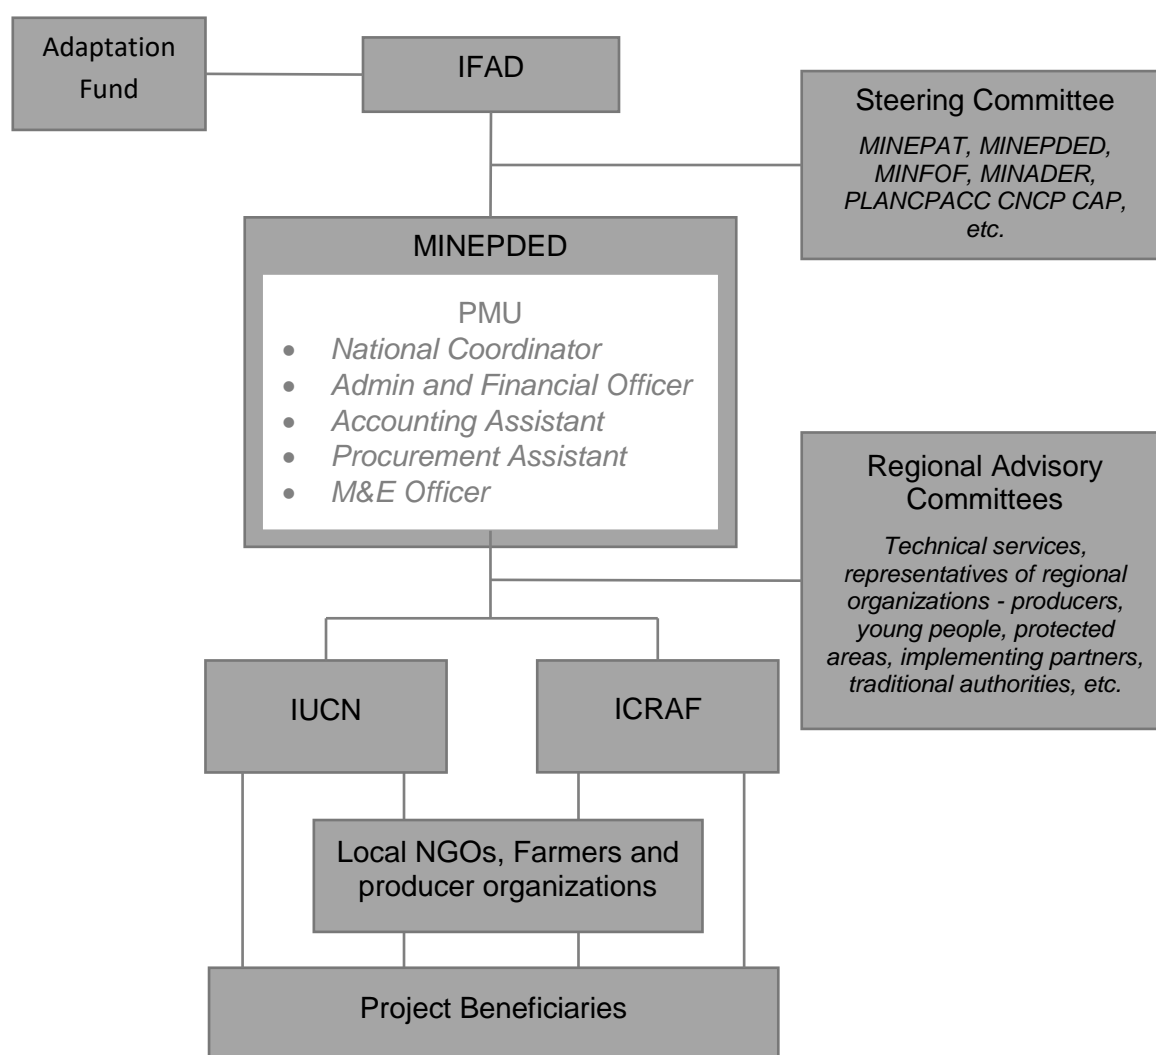 Adaptation
Fund
IFAD
Steering Committee
MINEPAT, MINEPDED,
MINFOF, MINADER,
PLANCPACC CNCP CAP,
etc.
MINEPDED
PMU
• National Coordinator
• Admin and Financial Officer
• Accounting Assistant
• Procurement Assistant
• M&E Officer
Regional Advisory
Committees
Technical services,
representatives of regional
organizations - producers,
young people, protected
areas, implementing partners,
traditional authorities, etc.
IUCN
ICRAF
Local NGOs, Farmers and
producer organizations
Project Beneficiaries